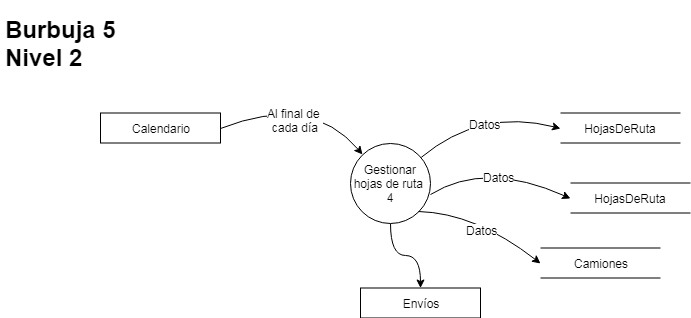 Burbuja 5
Nivel 2
Al final de
cada día
Calendario
Datos
HojasDeRuta
Gestionar
hojas de ruta
4
Datos
HojasDeRuta
Datos
Camiones
Envíos